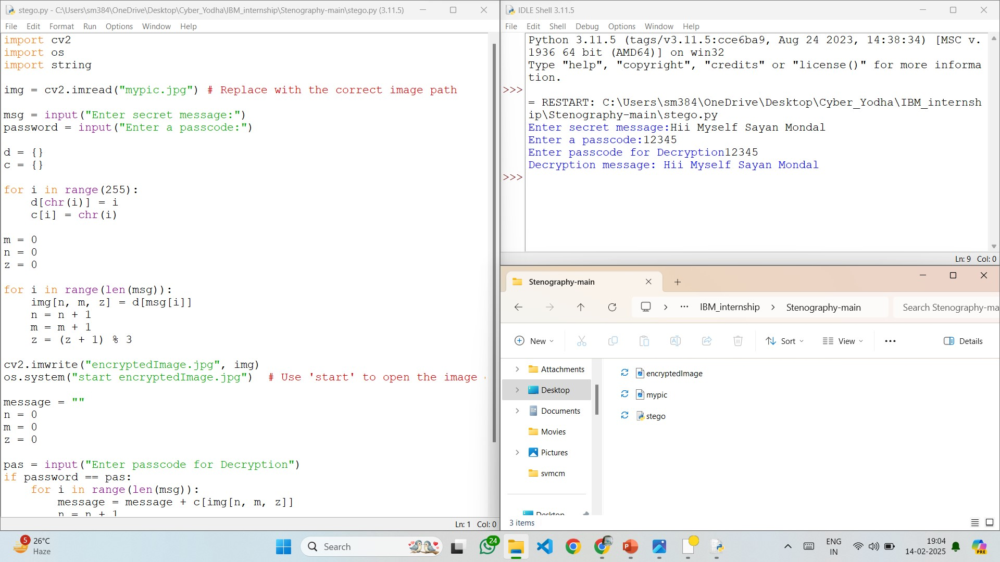 stego.py - C:\Users\sm384\OneDrive\Desktop\Cyber_Yodha\IBM_internship\Stenography-main\stego.py (3.11.5)
File Edit Format Run Options Window Help
import cv2
import os
import string
img = cv2.imread("mypic.jpg") # Replace with the correct image path
msg = input("Enter secret message:")
password = input("Enter a passcode:")
d = {}
c = {}
for i in range(255):
    d[chr(i)] = i
    c[i] = chr(i)
m = 0
n = 0
z = 0
for i in range(len(msg)):
    img[n, m, z] = d[msg[i]]
    n = n + 1
    m = m + 1
    z = (z + 1) % 3
cv2.imwrite("encryptedImage.jpg", img)
os.system("start encryptedImage.jpg")  # Use 'start' to open the image
message = ""
n = 0
m = 0
z = 0
pas = input("Enter passcode for Decryption")
if password == pas:
    for i in range(len(msg)):
        message = message + c[img[n, m, z]]
        n = n + 1
Ln: 1 Col: 0
IDLE Shell 3.11.5
File Edit Shell Debug Options Window Help
Python 3.11.5 (tags/v3.11.5:cce6ba9, Aug 24 2023, 14:38:34) [MSC v.
1936 64 bit (AMD64)] on win32
Type "help", "copyright", "credits" or "license()" for more informa
tion.
>>>
= RESTART: C:\Users\sm384\OneDrive\Desktop\Cyber_Yodha\IBM_internsh
ip\Stenography-main\stego.py
Enter secret message:Hii Myself Sayan Mondal
Enter a passcode:12345
Enter passcode for Decryption12345
Decryption message: Hii Myself Sayan Mondal
>>>
Ln: 9 Col: 0
Stenography-main
IBM_internship > Stenography-main
Search Stenography-ma
New Sort View Details
Attachments
Desktop
Documents
Movies
Pictures
svmcm
Desktop
encryptedImage
mypic
stego
3 items
5
26°C
Haze
Search
24
ENG
IN
19:04
14-02-2025
PRE